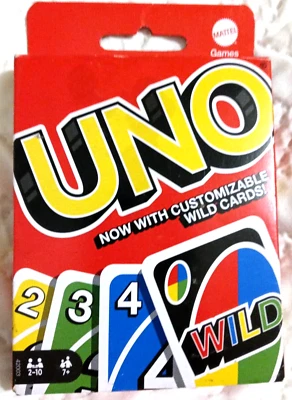 MATTEL
Games
UNO
NOW WITH CUSTOMIZABLE
WILD CARDS!
2
3
4
WILD
2-10
7+